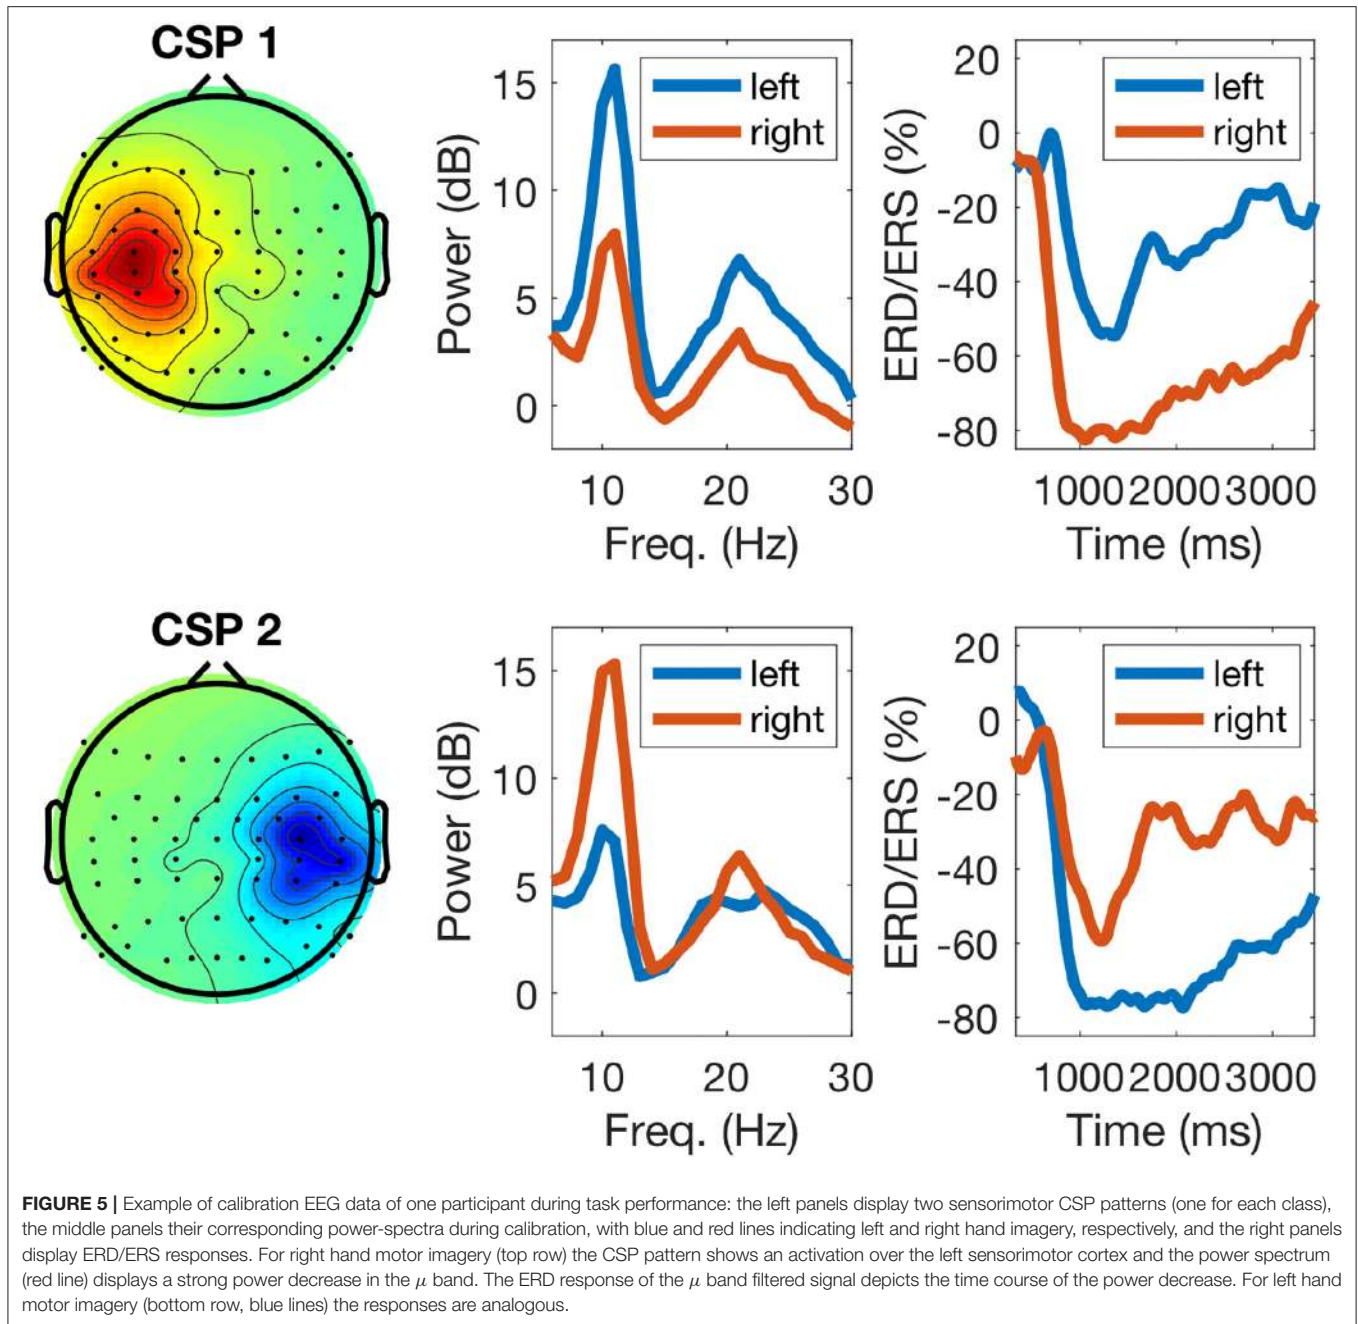 CSP 1
Power (dB)
15
10
5
0
left
right
10 20 30
Freq. (Hz)
ERD/ERS (%)
20
0
-20
-40
-60
-80
left
right
1000 2000 3000
Time (ms)
CSP 2
Power (dB)
15
10
5
0
left
right
10 20 30
Freq. (Hz)
ERD/ERS (%)
20
0
-20
-40
-60
-80
left
right
1000 2000 3000
Time (ms)
FIGURE 5 | Example of calibration EEG data of one participant during task performance: the left panels display two sensorimotor CSP patterns (one for each class),
the middle panels their corresponding power-spectra during calibration, with blue and red lines indicating left and right hand imagery, respectively, and the right panels
display ERD/ERS responses. For right hand motor imagery (top row) the CSP pattern shows an activation over the left sensorimotor cortex and the power spectrum
(red line) displays a strong power decrease in the μ band. The ERD response of the μ band filtered signal depicts the time course of the power decrease. For left hand
motor imagery (bottom row, blue lines) the responses are analogous.